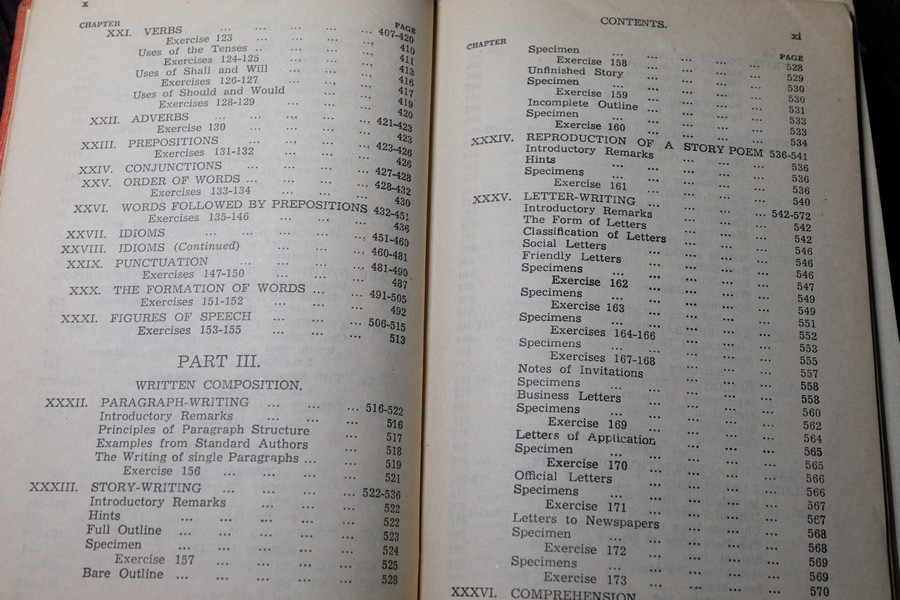 x
CHAPTER PAGE
XXI. VERBS ... ... ... ... 407-420
Exercise 123 ... ... ... 410
Uses of the Tenses ... ... ... 411
Exercises 124-125 ... ... 413
Uses of Shall and Will ... ... 416
Exercises 126-127 ... ... 417
Uses of Should and Would ... ... 419
Exercises 128-129 ... ... 420
XXII. ADVERBS ... ... ... ... 421-423
Exercise 130 ... ... ... 423
XXIII. PREPOSITIONS ... ... ... 423-426
Exercises 131-132 ... ... 426
XXIV. CONJUNCTIONS ... ... ... 427-428
XXV. ORDER OF WORDS ... ... ... 428-432
Exercises 133-134 ... ... 430
XXVI. WORDS FOLLOWED BY PREPOSITIONS 432-451
Exercises 135-146 ... ... 436
XXVII. IDIOMS ... ... ... ... 451-460
XXVIII. IDIOMS (Continued) ... ... ... 460-481
XXIX. PUNCTUATION ... ... ... 481-490
Exercises 147-150 ... ... 487
XXX. THE FORMATION OF WORDS ... ... 491-505
Exercises 151-152 ... ... 492
XXXI. FIGURES OF SPEECH ... ... ... 506-515
Exercises 153-155 ... ... 513
PART III.
WRITTEN COMPOSITION.
XXXII. PARAGRAPH-WRITING ... ... ... 516-522
Introductory Remarks ... ... ... 516
Principles of Paragraph Structure ... 517
Examples from Standard Authors ... 518
The Writing of single Paragraphs ... ... 519
Exercise 156 ... ... ... 521
XXXIII. STORY-WRITING ... ... ... ... 522-536
Introductory Remarks ... ... ... 522
Hints ... ... ... ... ... 522
Full Outline ... ... ... ... 523
Specimen ... ... ... ... 524
Exercise 157 ... ... ... 525
Bare Outline ... ... ... ... 528
CONTENTS.
xi
CHAPTER PAGE
Specimen ... ... ... ... ... 528
Exercise 158 ... ... ... ... 529
Unfinished Story ... ... ... ... 530
Specimen ... ... ... ... ... 530
Exercise 159 ... ... ... ... 531
Incomplete Outline ... ... ... ... 533
Specimen ... ... ... ... ... 533
Exercise 160 ... ... ... ... 534
XXXIV. REPRODUCTION OF A STORY POEM 536-541
Introductory Remarks ... ... ... 536
Hints ... ... ... ... ... 536
Specimens ... ... ... ... ... 536
Exercise 161 ... ... ... ... 540
XXXV. LETTER-WRITING ... ... ... ... 542-572
Introductory Remarks ... ... ... 542
The Form of Letters ... ... ... 542
Classification of Letters ... ... ... 546
Social Letters ... ... ... ... 546
Friendly Letters ... ... ... ... 546
Specimens ... ... ... ... ... 547
Exercise 162 ... ... ... ... 549
Specimens ... ... ... ... ... 549
Exercise 163 ... ... ... ... 551
Specimens ... ... ... ... ... 552
Exercises 164-166 ... ... ... 553
Specimens ... ... ... ... ... 555
Exercises 167-168 ... ... ... 557
Notes of Invitations ... ... ... 558
Specimens ... ... ... ... ... 558
Business Letters ... ... ... ... 560
Specimens ... ... ... ... ... 562
Exercise 169 ... ... ... ... 564
Letters of Application ... ... ... 565
Specimen ... ... ... ... ... 565
Exercise 170 ... ... ... ... 566
Official Letters ... ... ... ... 566
Specimens ... ... ... ... ... 567
Exercise 171 ... ... ... ... 567
Letters to Newspapers ... ... ... 568
Specimen ... ... ... ... ... 568
Exercise 172 ... ... ... ... 569
Specimens ... ... ... ... ... 569
Exercise 173 ... ... ... ... 570
XXXVI. COMPREHENSION